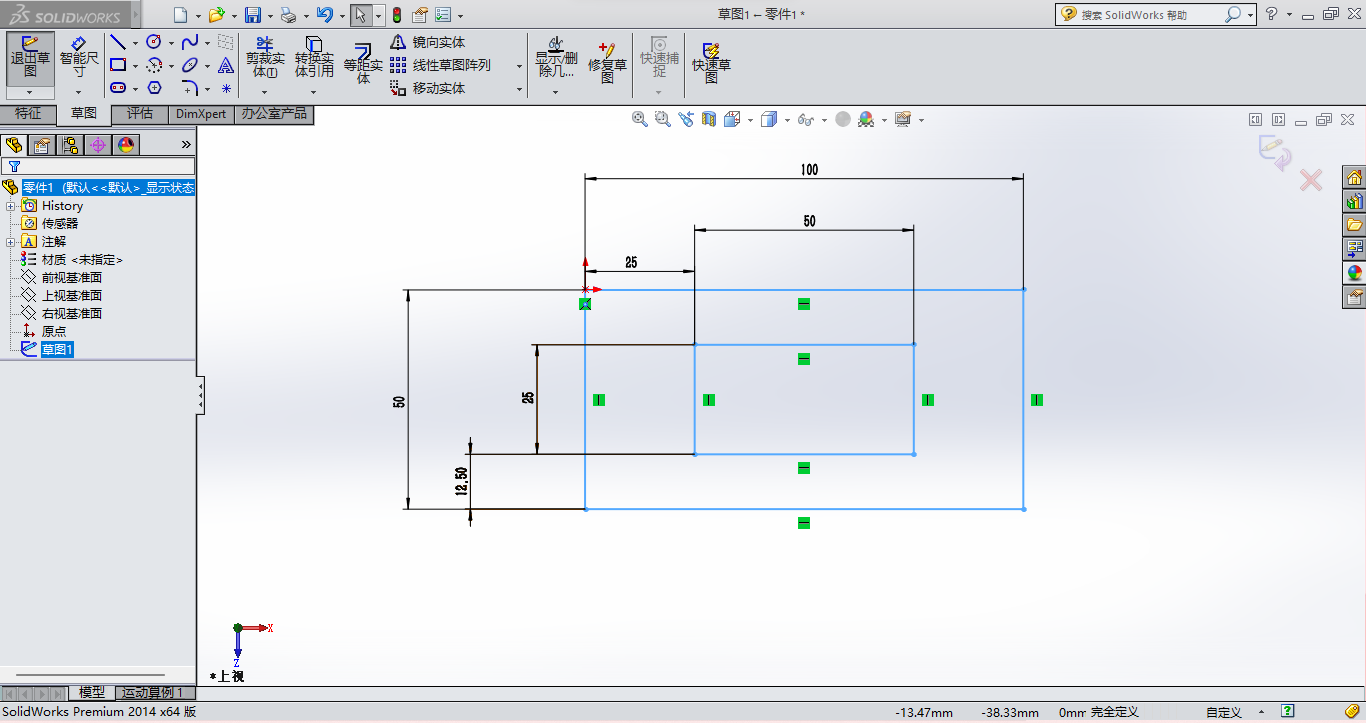 SOLIDWORKS
草图1 - 零件1 *
搜索 SolidWorks 帮助
退出草图
智能尺寸
剪裁实体(T)
转换实体引用
等距实体
镜向实体
线性草图阵列
移动实体
显示/删除几...
修复草图
快速捕捉
快速草图
特征
草图
评估
DimXpert
办公室产品
零件1 (默认<<默认>_显示状态
History
传感器
A 注解
材质 <未指定>
前视基准面
上视基准面
右视基准面
原点
草图1
100
50
25
50
25
12.50
X
Z
*上视
模型
运动算例 1
SolidWorks Premium 2014 x64 版
-13.47mm
-38.33mm
0mm
完全定义
自定义